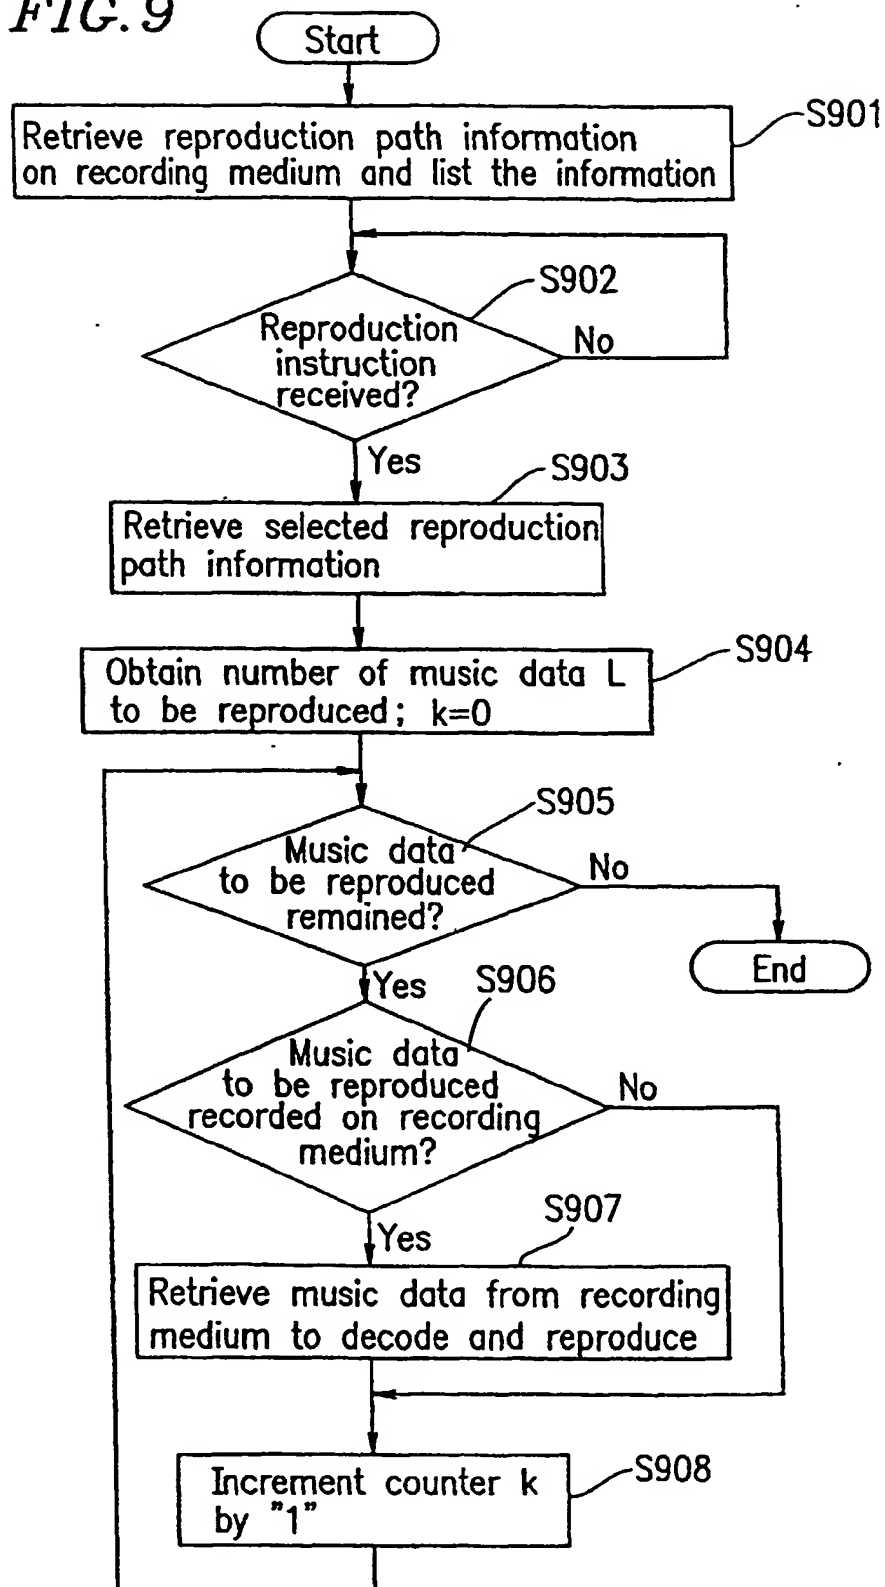 FIG. 9
Start
S901
Retrieve reproduction path information
on recording medium and list the information
S902
Reproduction
instruction
received?
No
Yes
S903
Retrieve selected reproduction
path information
S904
Obtain number of music data L
to be reproduced; k=0
S905
Music data
to be reproduced
remained?
No
End
Yes
S906
Music data
to be reproduced
recorded on recording
medium?
No
Yes
S907
Retrieve music data from recording
medium to decode and reproduce
S908
Increment counter k
by "1"